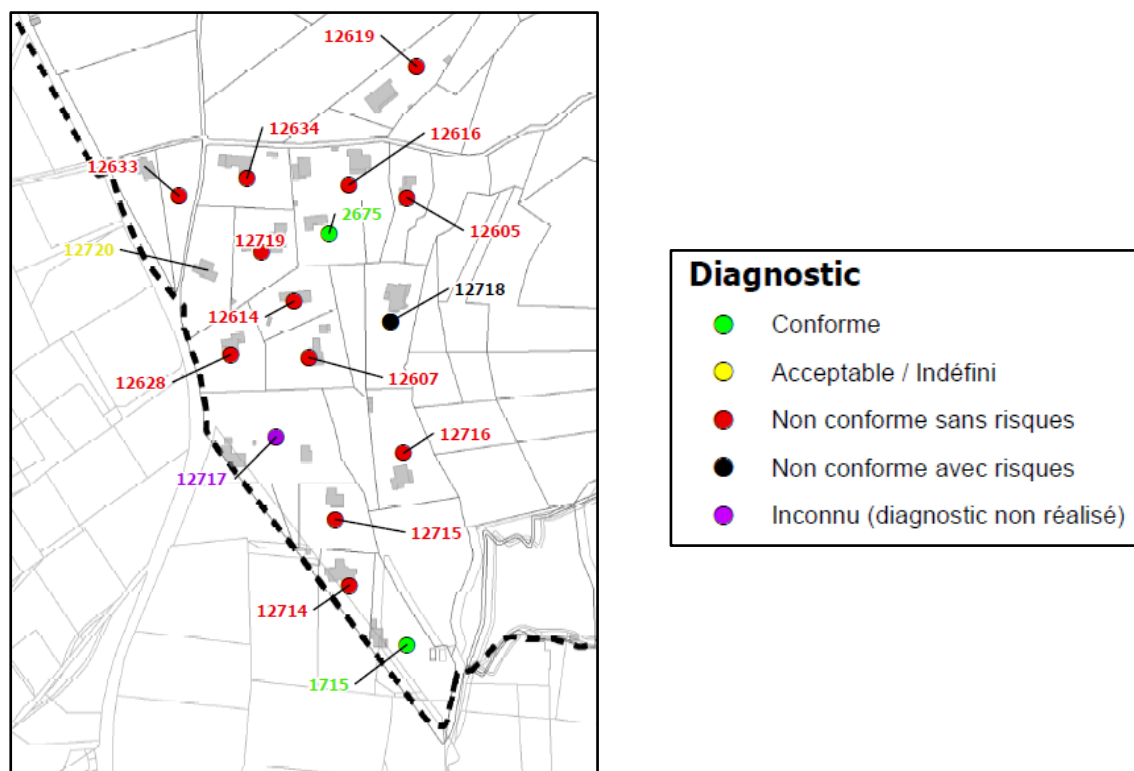 12619
12634
12616
12633
2675
12605
12719
12720
12718
12614
12628
12607
12716
12717
12715
12714
1715
Diagnostic
Conforme
Acceptable / Indéfini
Non conforme sans risques
Non conforme avec risques
Inconnu (diagnostic non réalisé)